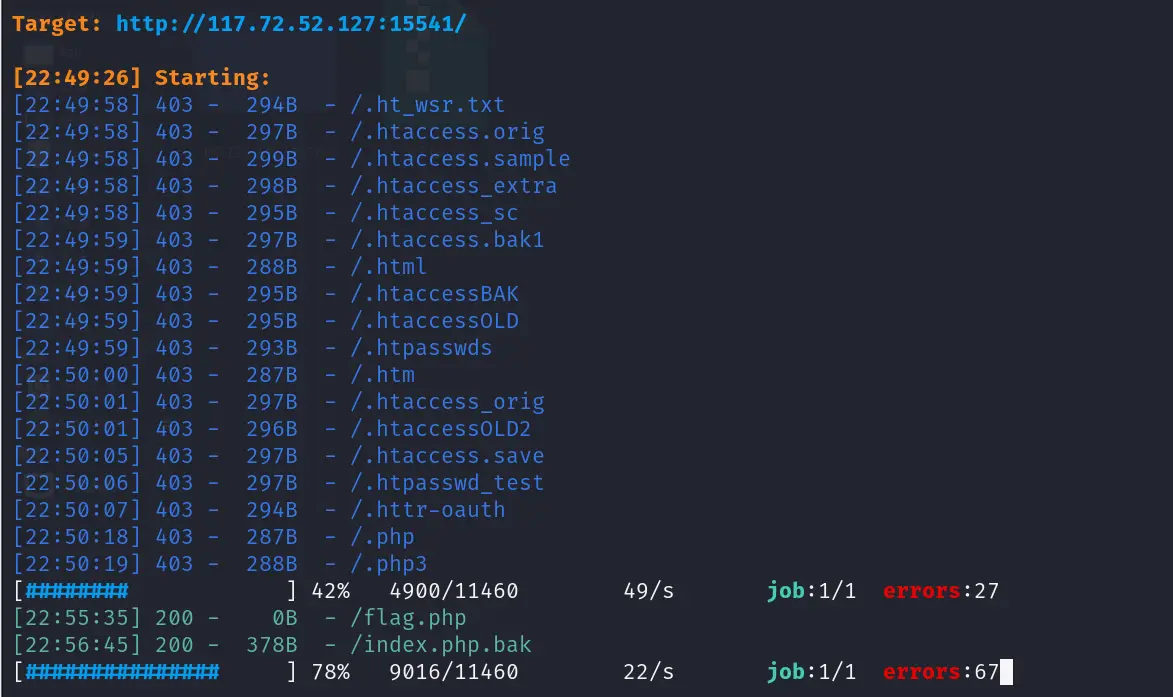 Target: http://117.72.52.127:15541/
[22:49:26] Starting:
[22:49:58] 403 - 294B - /.ht_wsr.txt
[22:49:58] 403 - 297B - /.htaccess.orig
[22:49:58] 403 - 299B - /.htaccess.sample
[22:49:58] 403 - 298B - /.htaccess_extra
[22:49:58] 403 - 295B - /.htaccess_sc
[22:49:59] 403 - 297B - /.htaccess.bak1
[22:49:59] 403 - 288B - /.html
[22:49:59] 403 - 295B - /.htaccessBAK
[22:49:59] 403 - 295B - /.htaccessOLD
[22:49:59] 403 - 293B - /.htpasswds
[22:50:00] 403 - 287B - /.htm
[22:50:01] 403 - 297B - /.htaccess_orig
[22:50:01] 403 - 296B - /.htaccessOLD2
[22:50:05] 403 - 297B - /.htaccess.save
[22:50:06] 403 - 297B - /.htpasswd_test
[22:50:07] 403 - 294B - /.httr-oauth
[22:50:18] 403 - 287B - /.php
[22:50:19] 403 - 288B - /.php3
[######## ] 42% 4900/11460 49/s job:1/1 errors:27
[22:55:35] 200 - 0B - /flag.php
[22:56:45] 200 - 378B - /index.php.bak
[############### ] 78% 9016/11460 22/s job:1/1 errors:67